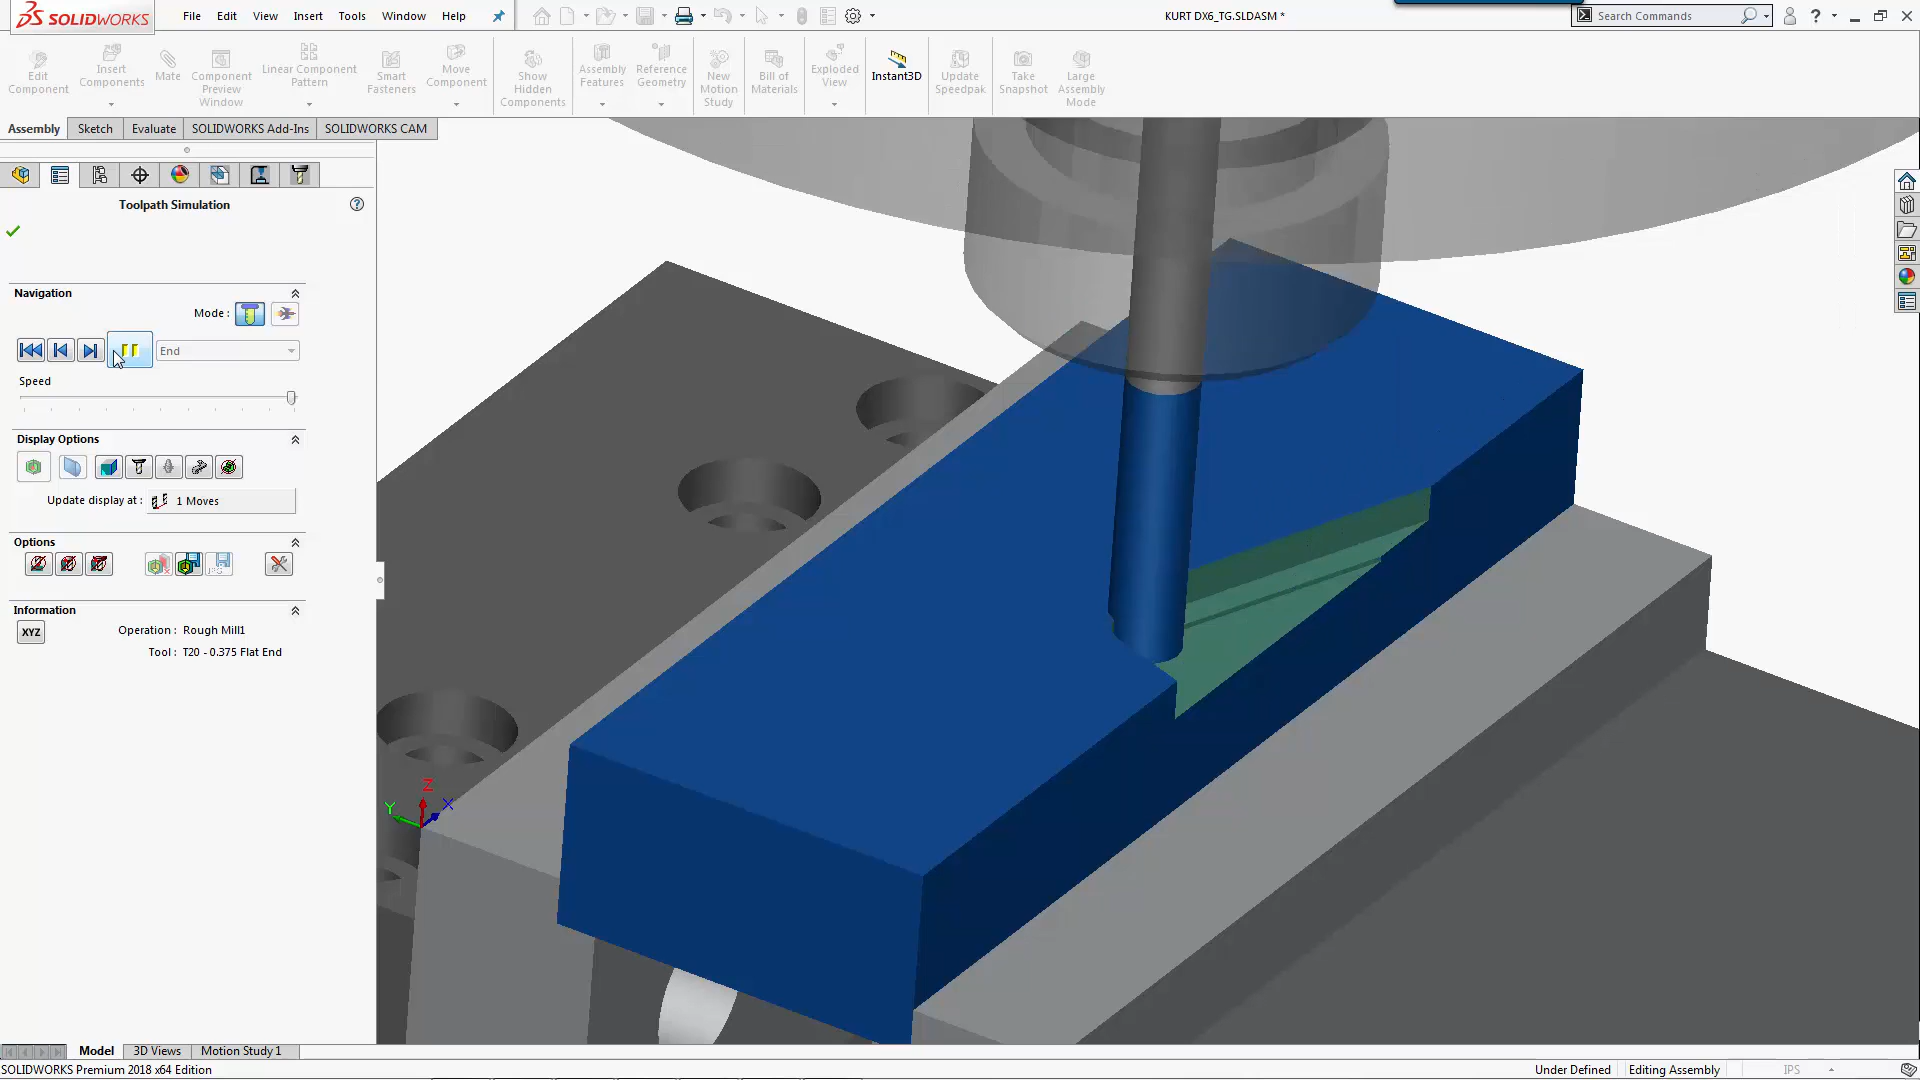 SOLIDWORKS
File Edit View Insert Tools Window Help
KURT DX6_TG.SLDASM *
Search Commands
Edit Component
Insert Components
Mate
Component Preview Window
Linear Component Pattern
Smart Fasteners
Move Component
Show Hidden Components
Assembly Features
Reference Geometry
New Motion Study
Bill of Materials
Exploded View
Instant3D
Update Speedpak
Take Snapshot
Large Assembly Mode
Assembly Sketch Evaluate SOLIDWORKS Add-Ins SOLIDWORKS CAM
Toolpath Simulation
Navigation
Mode :
End
Speed
Display Options
Update display at : 1 Moves
Options
Information
XYZ Operation : Rough Mill1
Tool : T20 - 0.375 Flat End
Z
Y X
Model 3D Views Motion Study 1
SOLIDWORKS Premium 2018 x64 Edition
Under Defined Editing Assembly IPS